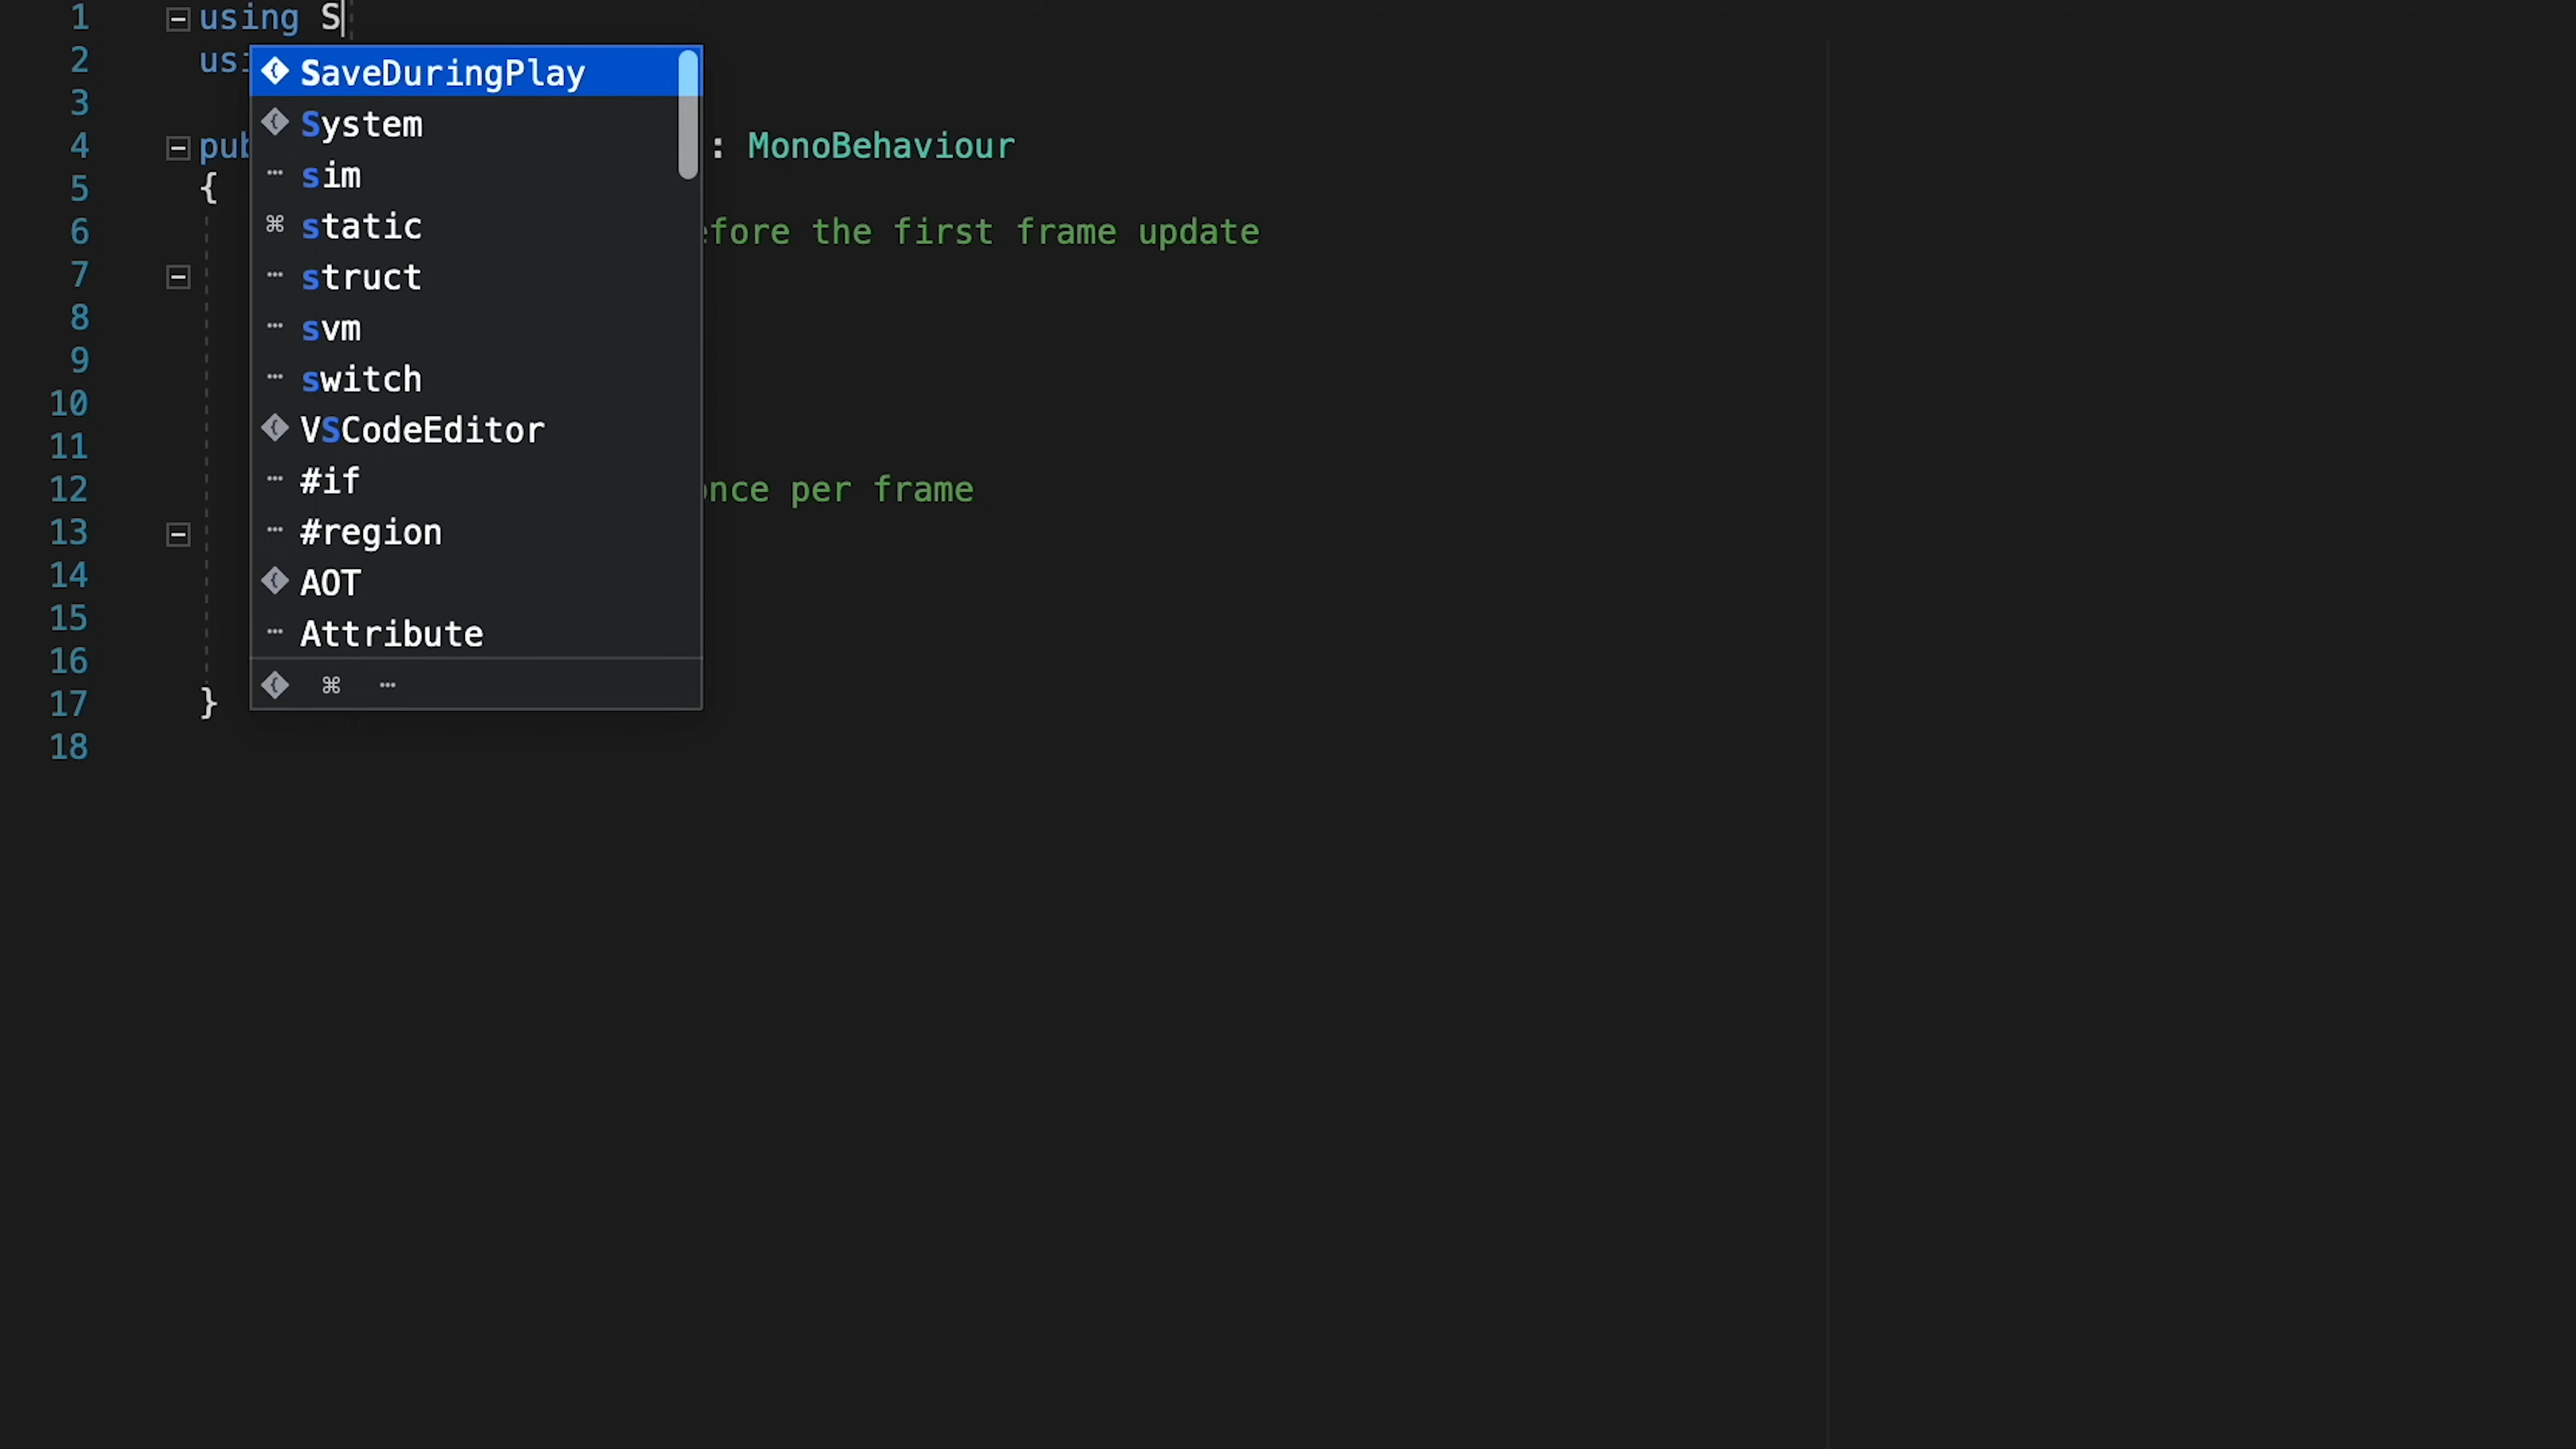 1 using S
2 usi
SaveDuringPlay
3
System
4 pub : MonoBehaviour
5 {
sim
6 efore the first frame update
static
7
struct
8
svm
9
switch
10
11
VSCodeEditor
12 once per frame
#if
13
#region
14
AOT
15
Attribute
16
17 }
18